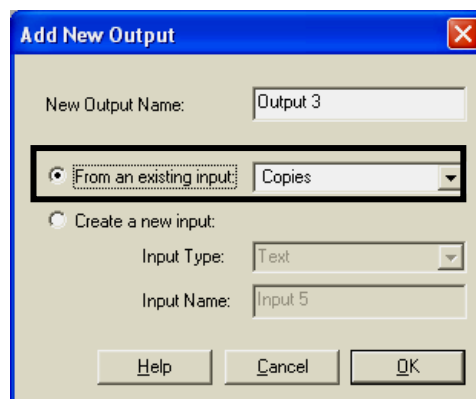 Add New Output
New Output Name: Output 3
From an existing input: Copies
Create a new input:
Input Type: Text
Input Name: Input 5
Help Cancel OK